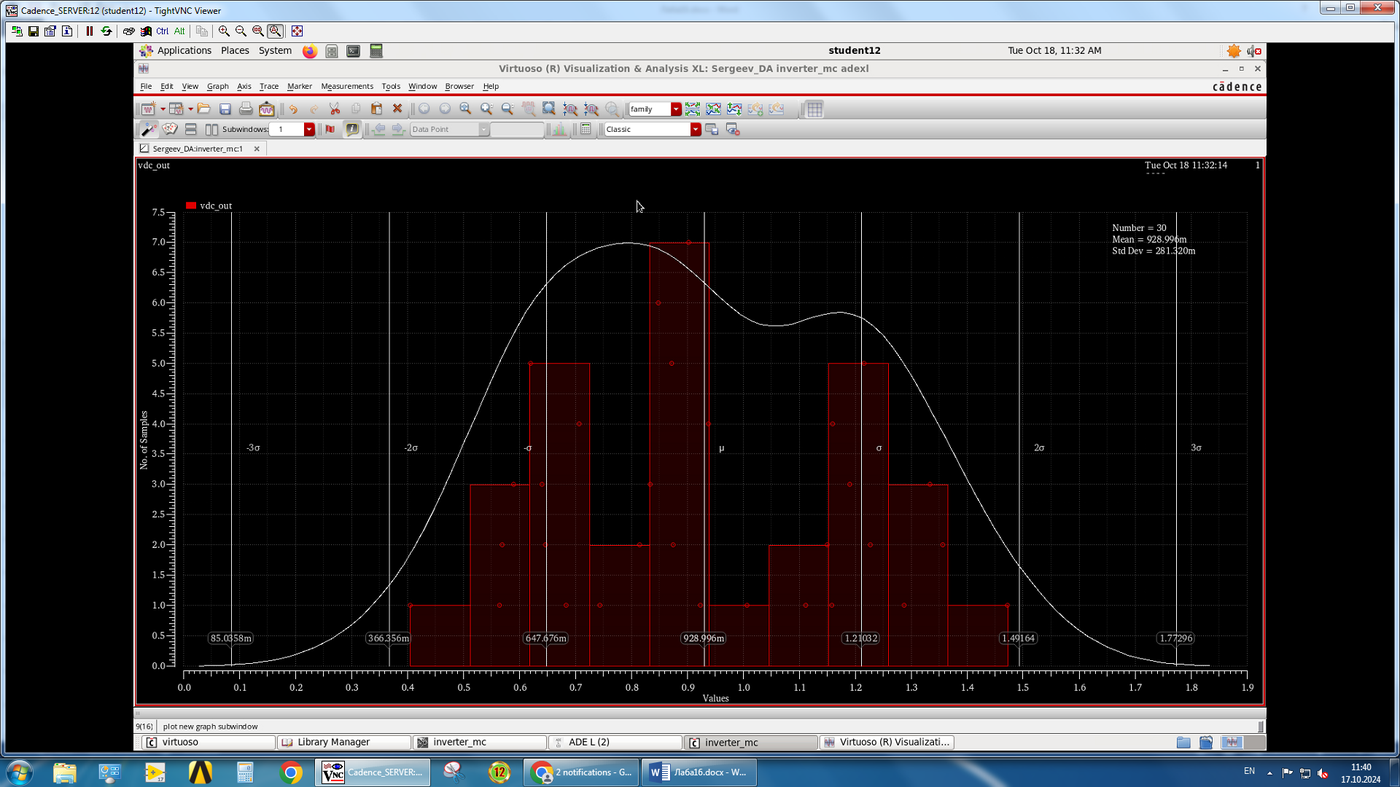 Cadence_SERVER:12 (student12) - TightVNC Viewer
Ctrl Alt
Applications Places System student12 Tue Oct 18, 11:32 AM
Virtuoso (R) Visualization & Analysis XL: Sergeev_DA inverter_mc adexl
File Edit View Graph Axis Trace Marker Measurements Tools Window Browser Help cādence
family
Subwindows: 1 Data Point Classic
Sergeev_DA:inverter_mc:1
vdc_out Tue Oct 18 11:32:14 1
vdc_out
Number = 30
Mean = 928.996m
Std Dev = 281.320m
7.5
7.0
6.5
6.0
5.5
5.0
4.5
4.0
3.5
3.0
2.5
2.0
1.5
1.0
0.5
0.0
No. of Samples
-3σ -2σ -σ μ σ 2σ 3σ
85.0358m 366.356m 647.676m 928.996m 1.21032 1.49164 1.77296
0.0 0.1 0.2 0.3 0.4 0.5 0.6 0.7 0.8 0.9 1.0 1.1 1.2 1.3 1.4 1.5 1.6 1.7 1.8 1.9
Values
9(16) plot new graph subwindow
virtuoso Library Manager inverter_mc ADE L (2) inverter_mc Virtuoso (R) Visualizati...
Cadence_SERVER:... 12 2 notifications - G... Лаба16.docx - W... EN 11:40
17.10.2024